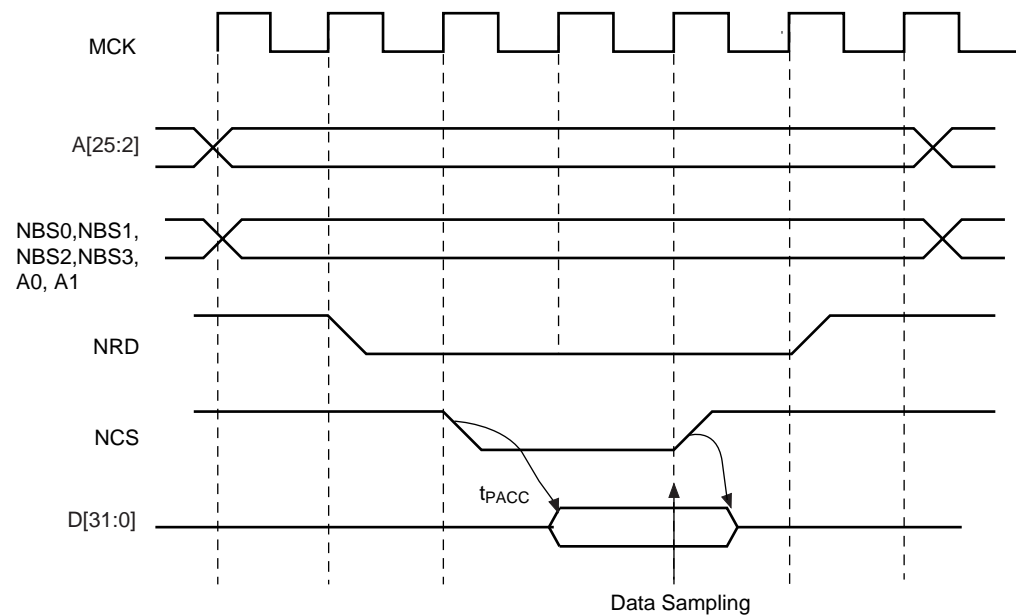 MCK
A[25:2]
NBS0,NBS1,
NBS2,NBS3,
A0, A1
NRD
NCS
tPACC
D[31:0]
Data Sampling